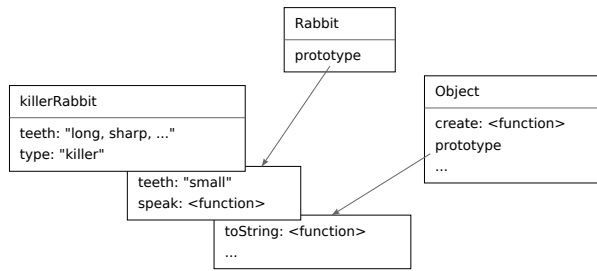 Rabbit
prototype
killerRabbit
teeth: "long, sharp, ..."
type: "killer"
Object
create: <function>
prototype
...
teeth: "small"
speak: <function>
toString: <function>
...